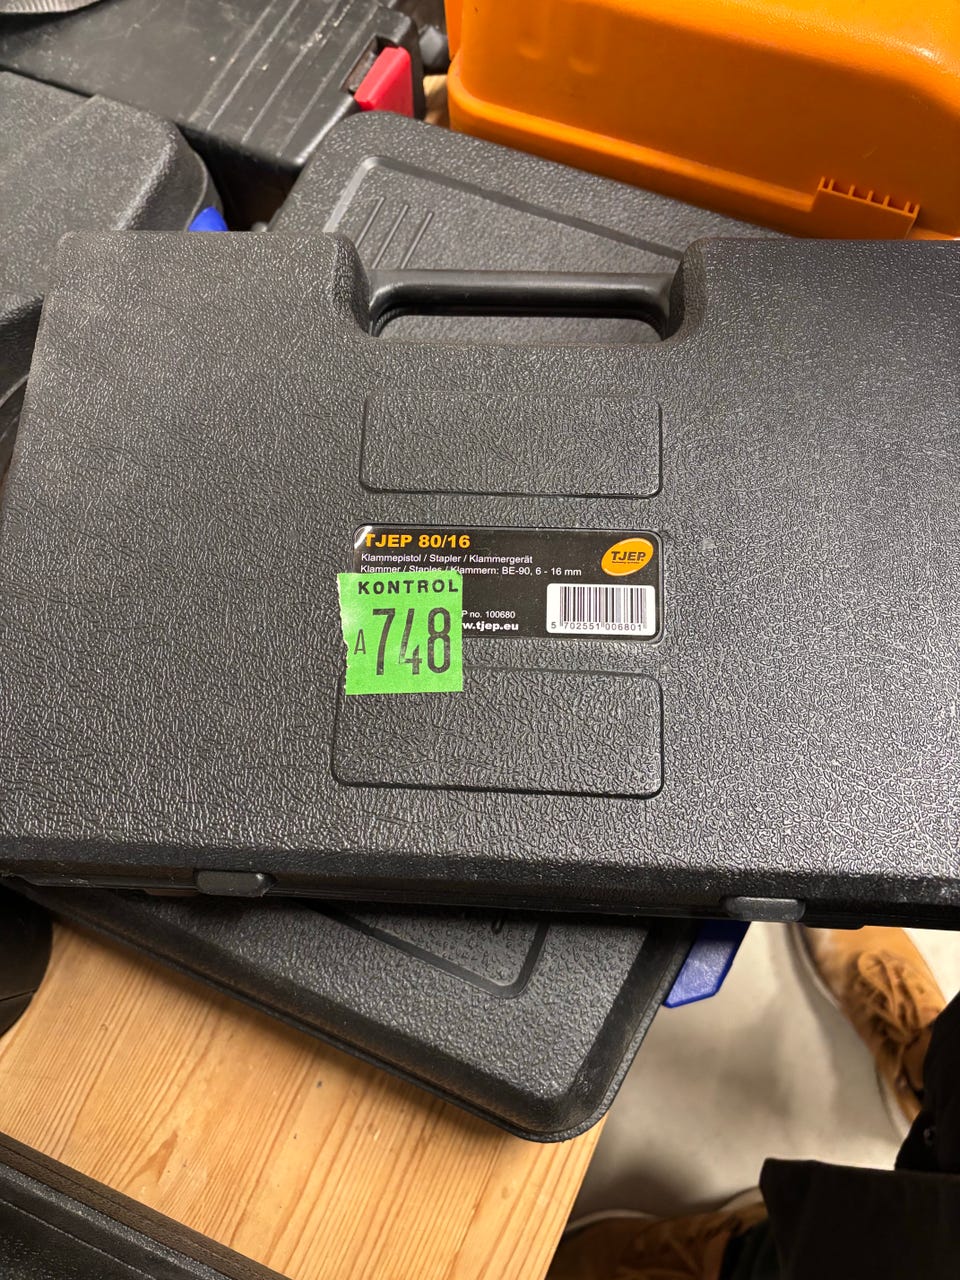 TJEP 80/16
Klammepistol / Stapler / Klammergerät
Klammer / Staples / Klammern: BE-90, 6 - 16 mm
TJEP
KONTROL
A 748
P no. 100680
w.tjep.eu
5 702551 006801